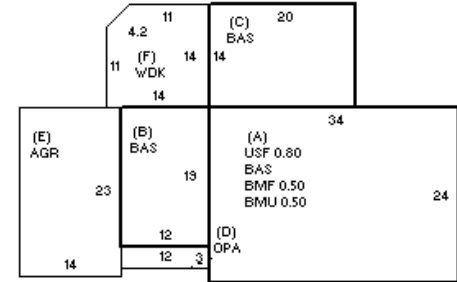 11
20
4.2
(C)
BAS
(F)
WDK
11
14
14
14
34
(E)
AGR
(B)
BAS
(A)
USF 0.80
BAS
BMF 0.50
BMU 0.50
19
23
24
12
(D)
OPA
12
3
14